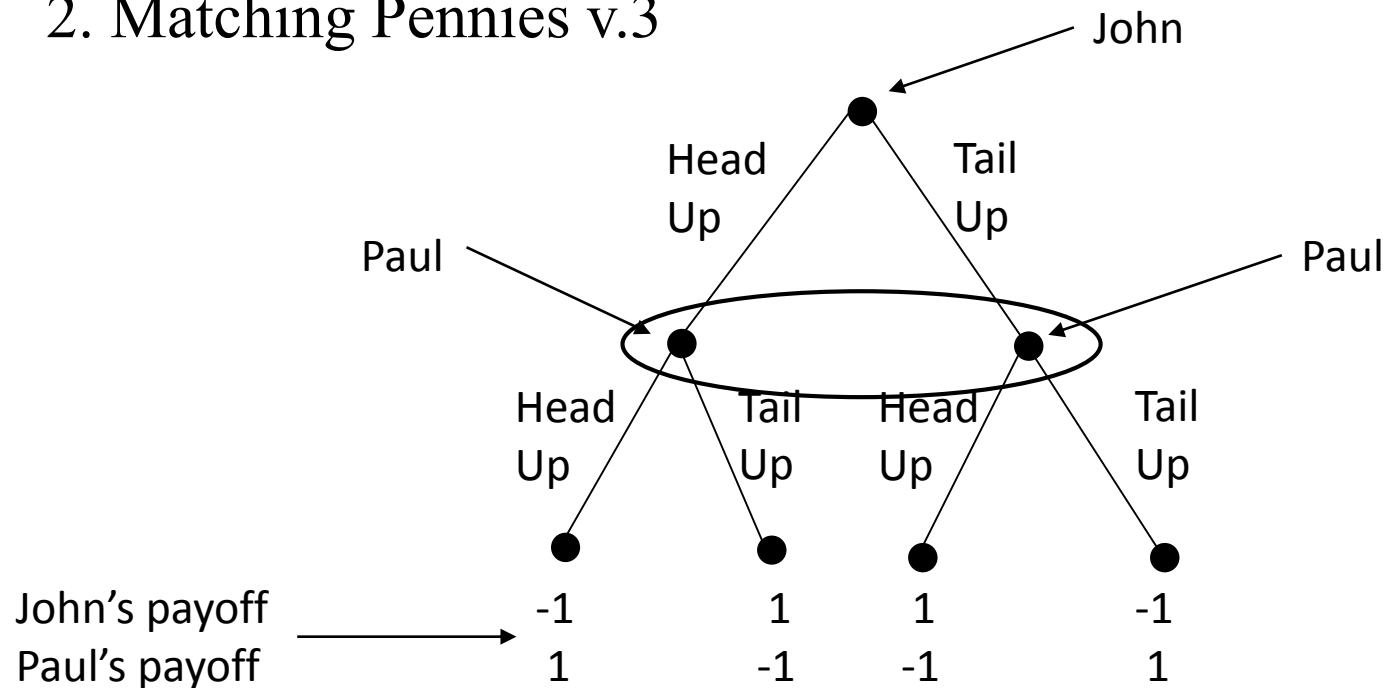 2. Matching Pennies v.3
John
Head Up
Tail Up
Paul
Paul
Head Up
Tail Up
Head Up
Tail Up
John's payoff -1 1 1 -1
Paul's payoff 1 -1 -1 1